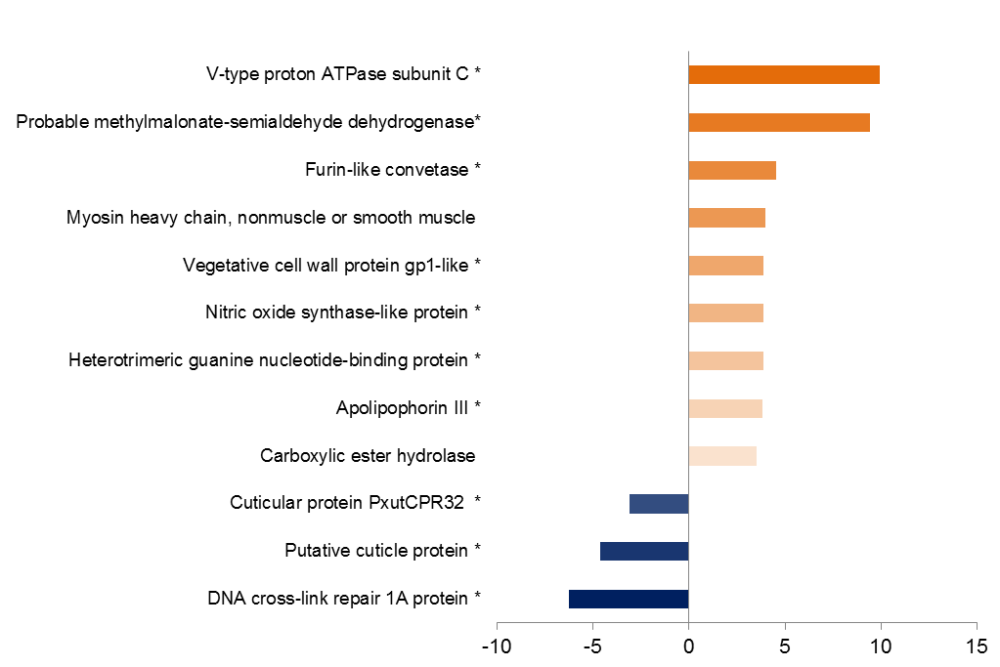 V-type proton ATPase subunit C *
Probable methylmalonate-semialdehyde dehydrogenase*
Furin-like convetase *
Myosin heavy chain, nonmuscle or smooth muscle
Vegetative cell wall protein gp1-like *
Nitric oxide synthase-like protein *
Heterotrimeric guanine nucleotide-binding protein *
Apolipophorin III *
Carboxylic ester hydrolase
Cuticular protein PxutCPR32 *
Putative cuticle protein *
DNA cross-link repair 1A protein *
-10 -5 0 5 10 15